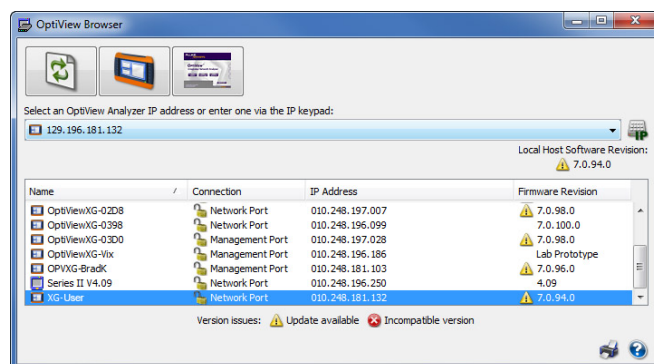 OptiView Browser
Select an OptiView Analyzer IP address or enter one via the IP keypad:
129.196.181.132
IP
Local Host Software Revision:
7.0.94.0
Name / Connection IP Address Firmware Revision
OptiViewXG-02D8 Network Port 010.248.197.007 7.0.98.0
OptiViewXG-0398 Network Port 010.248.196.099 7.0.100.0
OptiViewXG-03D0 Management Port 010.248.197.028 7.0.98.0
OptiViewXG-Vix Management Port 010.248.196.186 Lab Prototype
OPVXG-BradK Management Port 010.248.181.103 7.0.96.0
Series II V4.09 Network Port 010.248.196.250 4.09
XG-User Network Port 010.248.181.132 7.0.94.0
Version issues: Update available Incompatible version